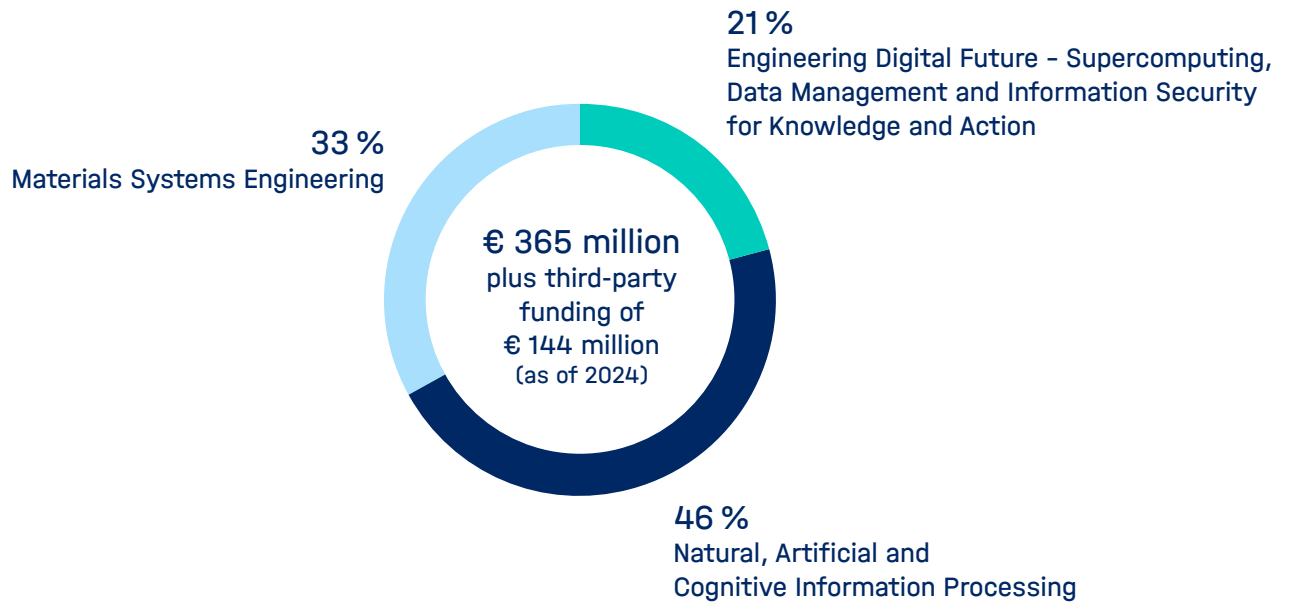 21 %
Engineering Digital Future – Supercomputing,
Data Management and Information Security
for Knowledge and Action
33 %
Materials Systems Engineering
€ 365 million
plus third-party
funding of
€ 144 million
(as of 2024)
46 %
Natural, Artificial and
Cognitive Information Processing